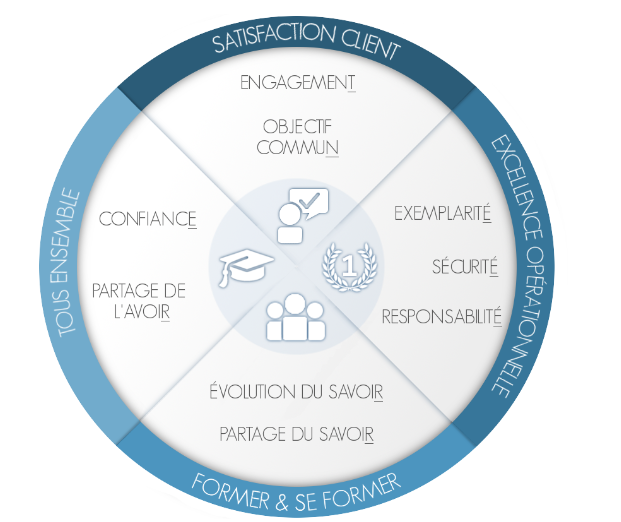 SATISFACTION CLIENT
ENGAGEMENT
OBJECTIF
COMMUN
EXCELLENCE OPÉRATIONNELLE
EXEMPLARITÉ
SÉCURITÉ
RESPONSABILITÉ
TOUS ENSEMBLE
CONFIANCE
PARTAGE DE
L'AVOIR
1
ÉVOLUTION DU SAVOIR
PARTAGE DU SAVOIR
FORMER & SE FORMER